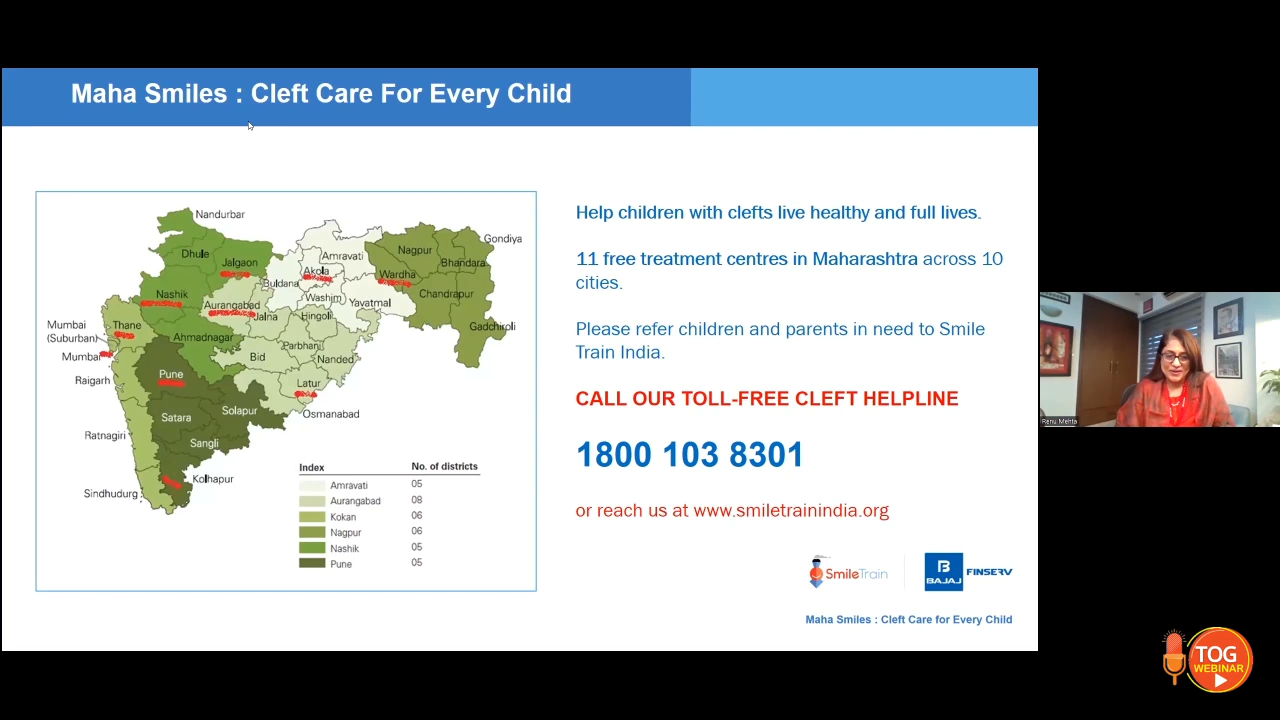 Maha Smiles : Cleft Care For Every Child
Nandurbar
Dhule
Jalgaon
Nashik
Aurangabad
Buldana
Akola
Amravati
Washim
Yavatmal
Wardha
Nagpur
Bhandara
Gondiya
Chandrapur
Gadchiroli
Thane
Mumbai
(Suburban)
Mumbai
Raigarh
Ahmadnagar
Jalna
Hingoli
Parbhani
Nanded
Bid
Latur
Osmanabad
Pune
Satara
Solapur
Sangli
Ratnagiri
Kolhapur
Sindhudurg
Index No. of districts
Amravati 05
Aurangabad 08
Kokan 06
Nagpur 06
Nashik 05
Pune 05
Help children with clefts live healthy and full lives.
11 free treatment centres in Maharashtra across 10
cities.
Please refer children and parents in need to Smile
Train India.
CALL OUR TOLL-FREE CLEFT HELPLINE
1800 103 8301
or reach us at www.smiletrainindia.org
SmileTrain
B
BAJAJ FINSERV
Maha Smiles : Cleft Care for Every Child
Renu Mehta
TOG
WEBINAR